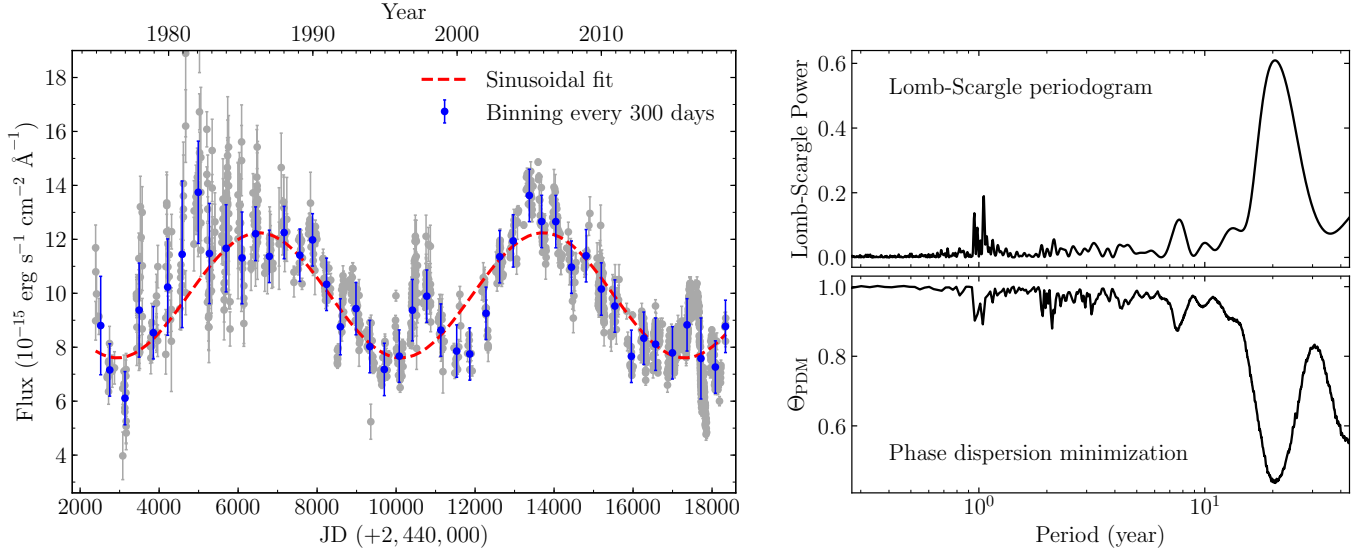 Year
1980 1990 2000 2010
18
16
14
12
10
8
6
4
Flux (10⁻¹⁵ erg s⁻¹ cm⁻² Å⁻¹)
Sinusoidal fit
Binning every 300 days
2000 4000 6000 8000 10000 12000 14000 16000 18000
JD (+2,440,000)
0.6
0.4
0.2
0.0
Lomb-Scargle Power
Lomb-Scargle periodogram
1.0
0.8
0.6
Θ_PDM
Phase dispersion minimization
10⁰ 10¹
Period (year)